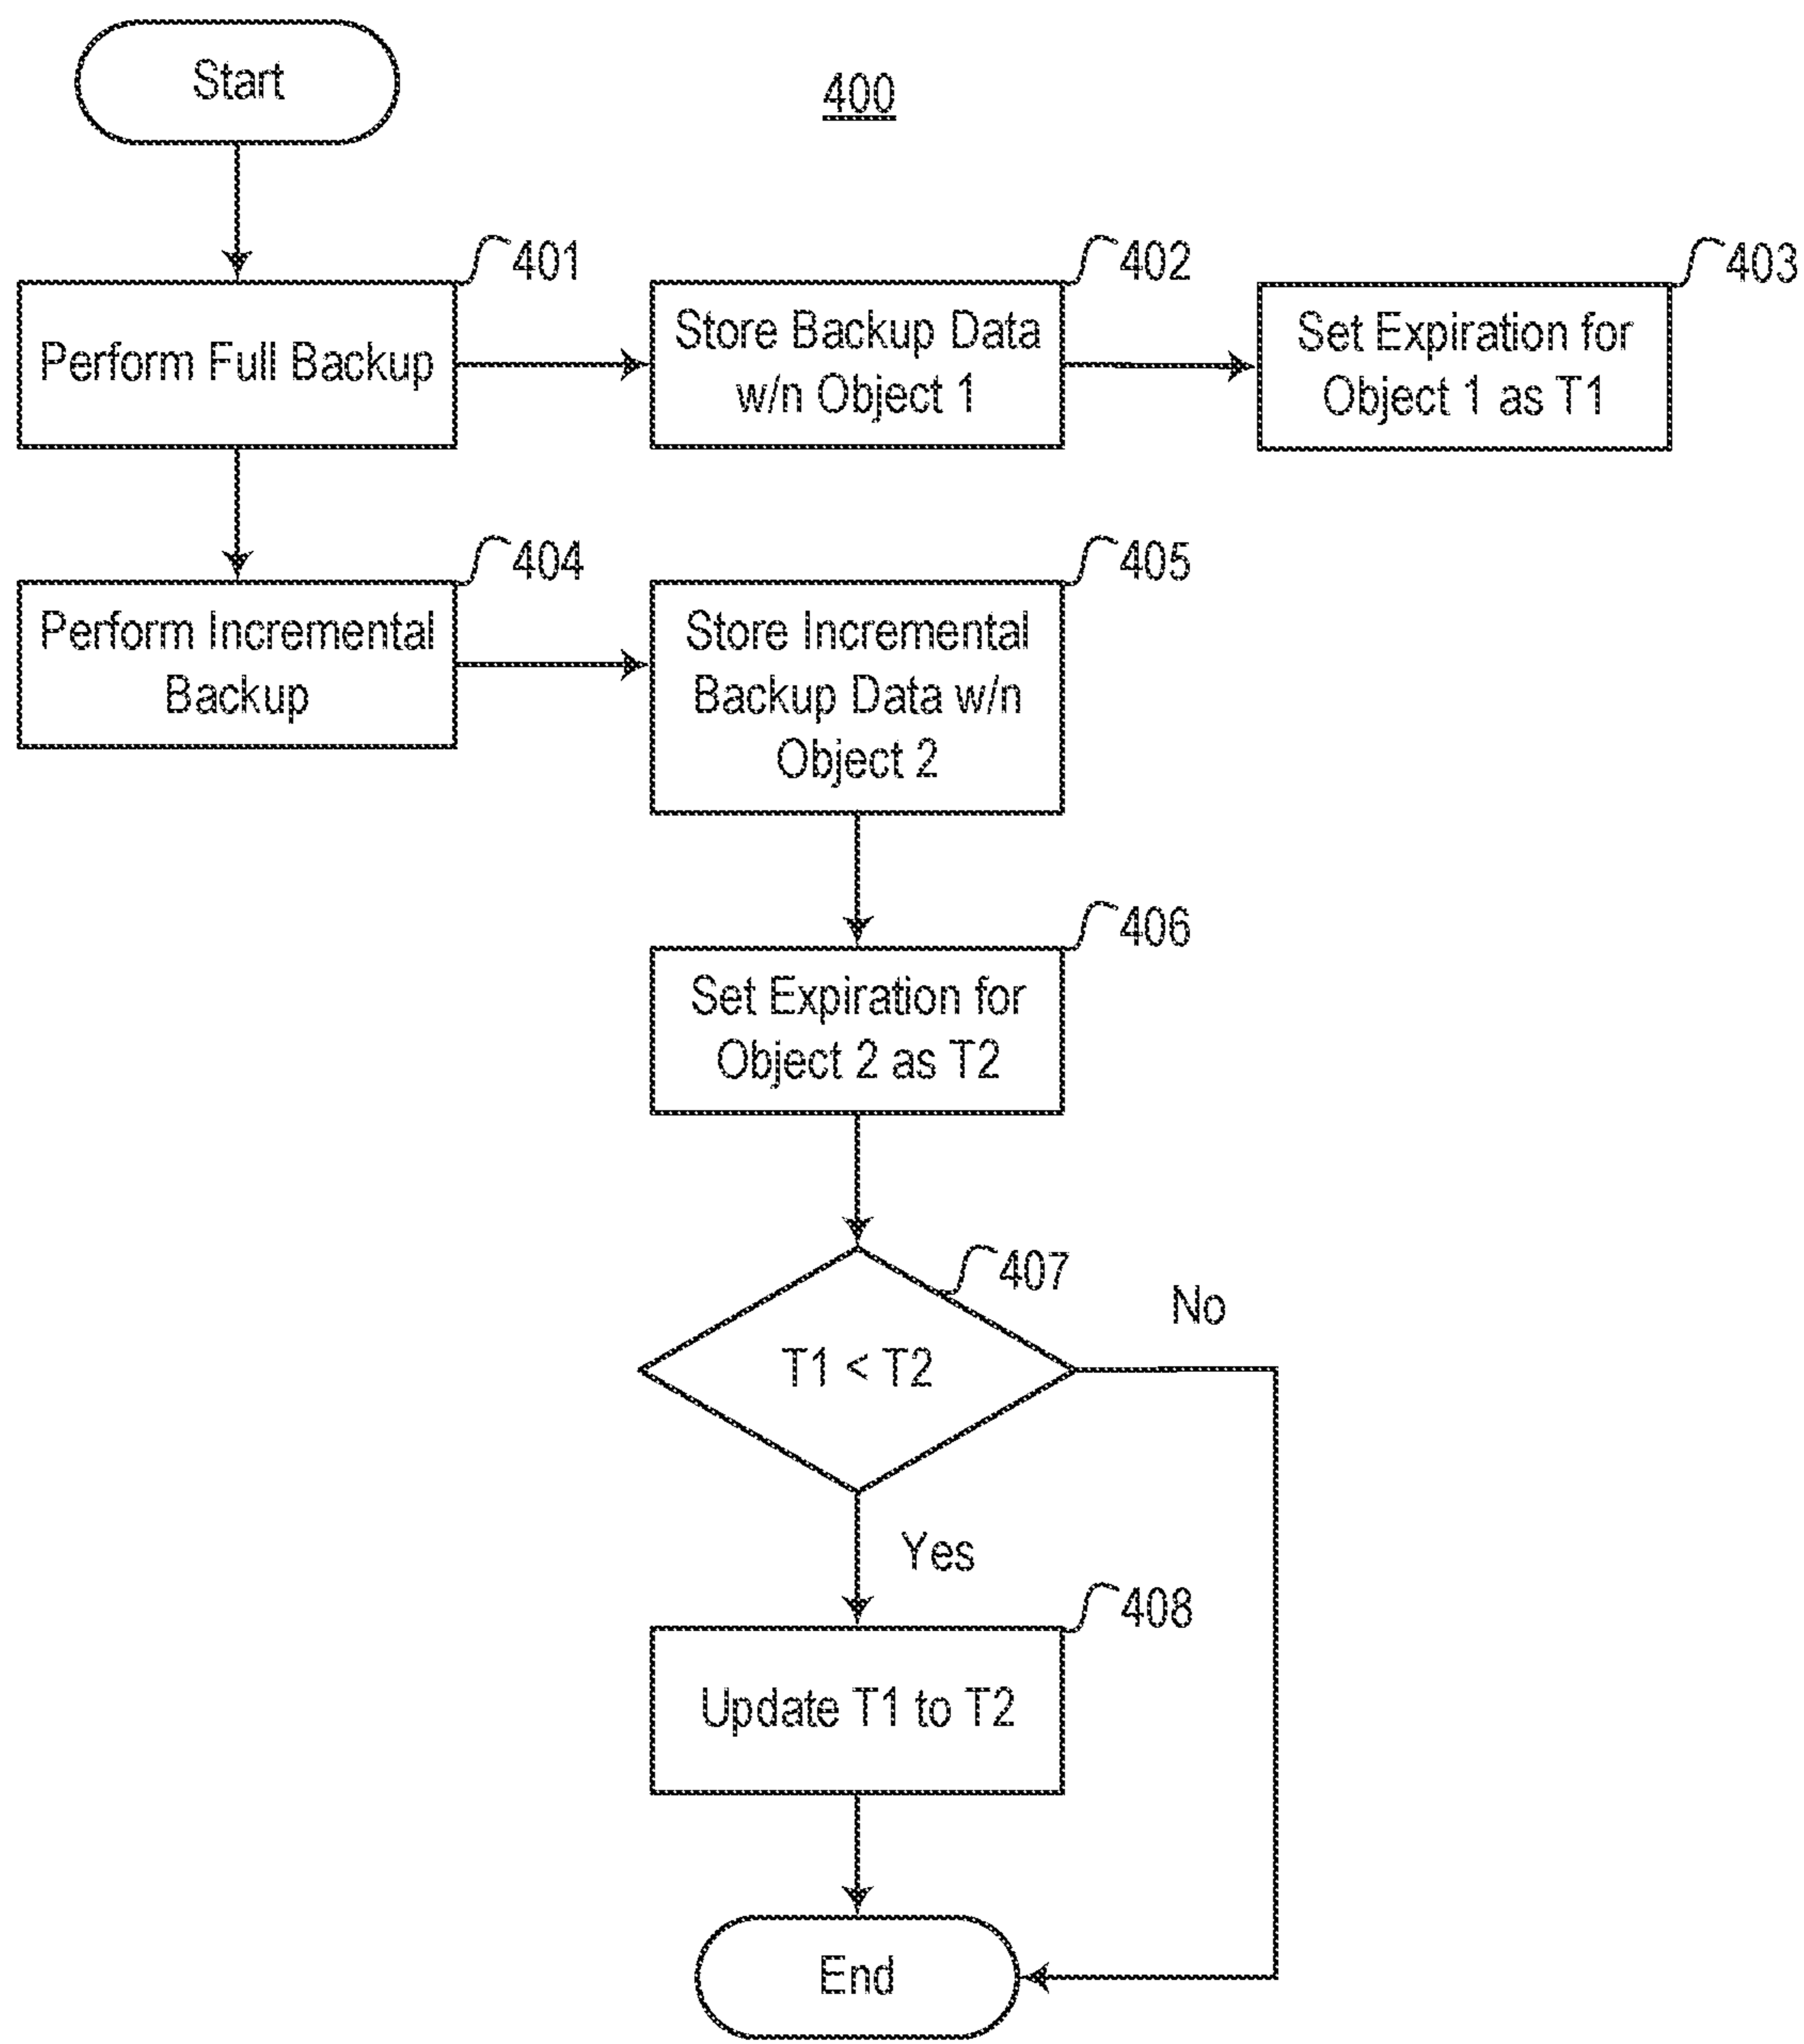 Start
400
401
Perform Full Backup
402
Store Backup Data
w/n Object 1
403
Set Expiration for
Object 1 as T1
404
Perform Incremental
Backup
405
Store Incremental
Backup Data w/n
Object 2
406
Set Expiration for
Object 2 as T2
407
T1 < T2
No
Yes
408
Update T1 to T2
End